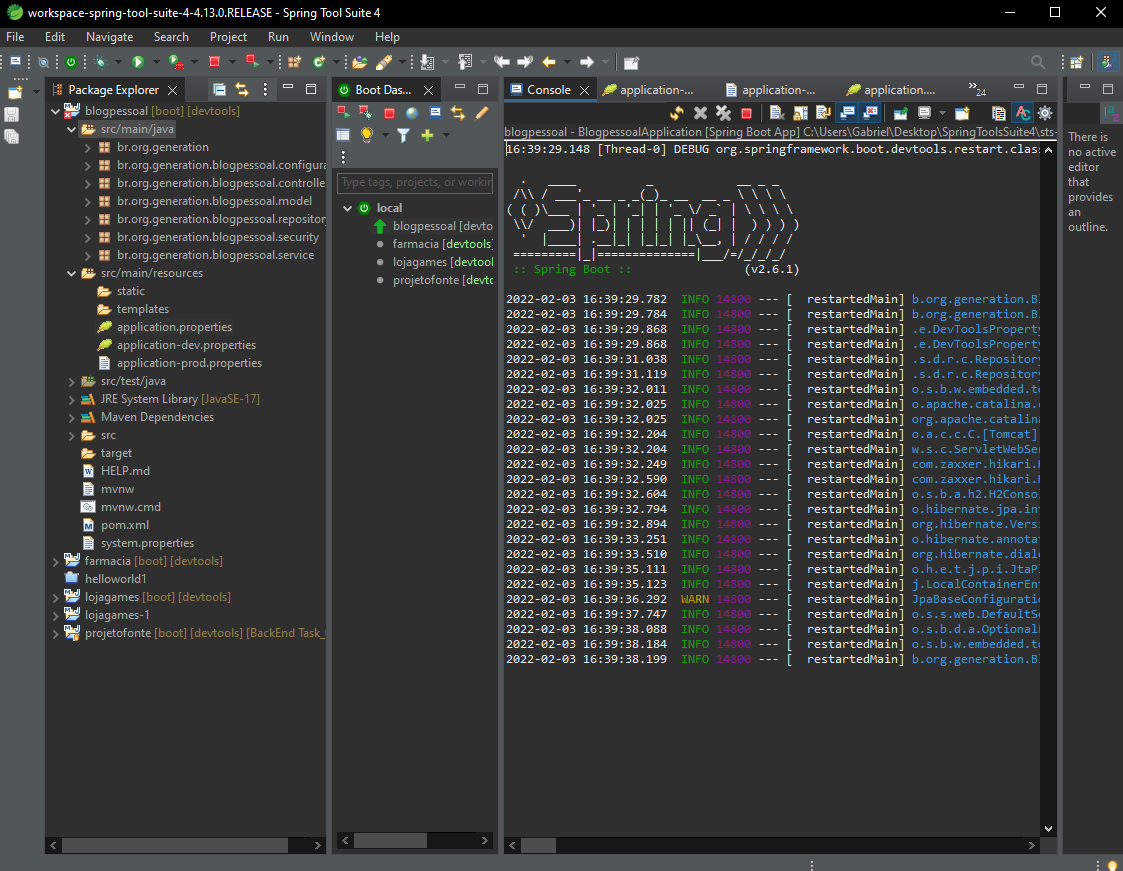 workspace-spring-tool-suite-4-4.13.0.RELEASE - Spring Tool Suite 4
File Edit Navigate Search Project Run Window Help
Package Explorer
blogpessoal [boot] [devtools]
src/main/java
br.org.generation
br.org.generation.blogpessoal.configura
br.org.generation.blogpessoal.controlle
br.org.generation.blogpessoal.model
br.org.generation.blogpessoal.repository
br.org.generation.blogpessoal.security
br.org.generation.blogpessoal.service
src/main/resources
static
templates
application.properties
application-dev.properties
application-prod.properties
src/test/java
JRE System Library [JavaSE-17]
Maven Dependencies
src
target
HELP.md
mvnw
mvnw.cmd
pom.xml
system.properties
farmacia [boot] [devtools]
helloworld1
lojagames [boot] [devtools]
lojagames-1
projetofonte [boot] [devtools] [BackEnd Task_
Boot Das...
Type tags, projects, or workin
local
blogpessoal [devto
farmacia [devtools]
lojagames [devtool
projetofonte [devtc
Console application-... application-... application.... 24
blogpessoal - BlogpessoalApplication [Spring Boot App] C:\Users\Gabriel\Desktop\SpringToolsSuite4\sts-
16:39:29.148 [Thread-0] DEBUG org.springframework.boot.devtools.restart.clas
:: Spring Boot :: (v2.6.1)
2022-02-03 16:39:29.782 INFO 14800 --- [ restartedMain] b.org.generation.B
2022-02-03 16:39:29.784 INFO 14800 --- [ restartedMain] b.org.generation.B
2022-02-03 16:39:29.868 INFO 14800 --- [ restartedMain] .e.DevToolsProperty
2022-02-03 16:39:29.868 INFO 14800 --- [ restartedMain] .e.DevToolsProperty
2022-02-03 16:39:31.038 INFO 14800 --- [ restartedMain] .s.d.r.c.Repository
2022-02-03 16:39:31.119 INFO 14800 --- [ restartedMain] .s.d.r.c.Repository
2022-02-03 16:39:32.011 INFO 14800 --- [ restartedMain] o.s.b.w.embedded.to
2022-02-03 16:39:32.025 INFO 14800 --- [ restartedMain] o.apache.catalina.
2022-02-03 16:39:32.025 INFO 14800 --- [ restartedMain] org.apache.catalina
2022-02-03 16:39:32.204 INFO 14800 --- [ restartedMain] o.a.c.c.C.[Tomcat]
2022-02-03 16:39:32.204 INFO 14800 --- [ restartedMain] w.s.c.ServletWebSe
2022-02-03 16:39:32.249 INFO 14800 --- [ restartedMain] com.zaxxer.hikari.
2022-02-03 16:39:32.590 INFO 14800 --- [ restartedMain] com.zaxxer.hikari.
2022-02-03 16:39:32.604 INFO 14800 --- [ restartedMain] o.s.b.a.h2.H2Conso
2022-02-03 16:39:32.794 INFO 14800 --- [ restartedMain] o.hibernate.jpa.in
2022-02-03 16:39:32.894 INFO 14800 --- [ restartedMain] org.hibernate.Vers
2022-02-03 16:39:33.251 INFO 14800 --- [ restartedMain] o.hibernate.annota
2022-02-03 16:39:33.510 INFO 14800 --- [ restartedMain] org.hibernate.dial
2022-02-03 16:39:35.111 INFO 14800 --- [ restartedMain] o.h.e.t.j.p.i.JtaP
2022-02-03 16:39:35.123 INFO 14800 --- [ restartedMain] j.LocalContainerEn
2022-02-03 16:39:36.292 WARN 14800 --- [ restartedMain] JpaBaseConfigurati
2022-02-03 16:39:37.747 INFO 14800 --- [ restartedMain] o.s.s.web.DefaultS
2022-02-03 16:39:38.088 INFO 14800 --- [ restartedMain] o.s.b.d.a.Optional
2022-02-03 16:39:38.184 INFO 14800 --- [ restartedMain] o.s.b.w.embedded.to
2022-02-03 16:39:38.199 INFO 14800 --- [ restartedMain] b.org.generation.B
There is
no active
editor
that
provides
an
outline.